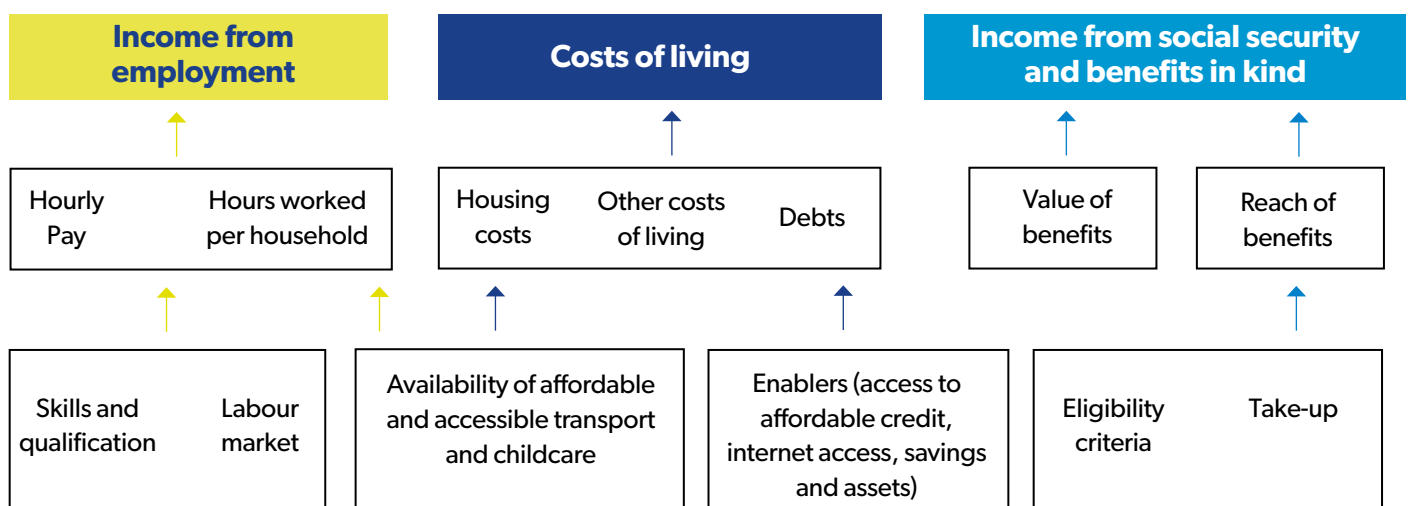 Income from
employment
Costs of living
Income from social security
and benefits in kind
Hourly
Pay
Hours worked
per household
Housing
costs
Other costs
of living
Debts
Value of
benefits
Reach of
benefits
Skills and
qualification
Labour
market
Availability of affordable
and accessible transport
and childcare
Enablers (access to
affordable credit,
internet access, savings
and assets)
Eligibility
criteria
Take-up